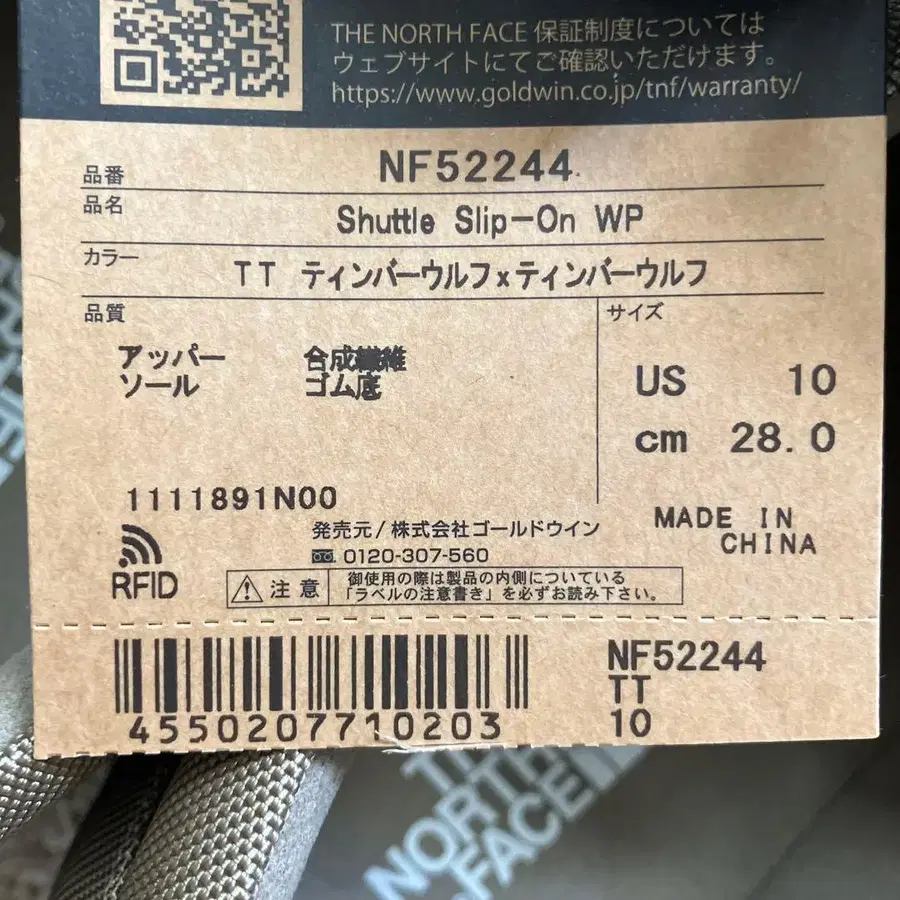 THE NORTH FACE 保証制度については
ウェブサイトにてご確認いただけます。
https://www.goldwin.co.jp/tnf/warranty/
品番 NF52244
品名 Shuttle Slip-On WP
カラー TT ティンバーウルフxティンバーウルフ
品質
サイズ
アッパー 合成繊維
ソール ゴム底
US 10
cm 28.0
1111891N00
RFID
発売元/株式会社ゴールドウイン
0120-307-560
MADE IN
CHINA
注意
御使用の際は製品の内側についている
「ラベルの注意書き」を必ずお読み下さい。
4550207710203
NF52244
TT
10
THE
NORTH
FACE